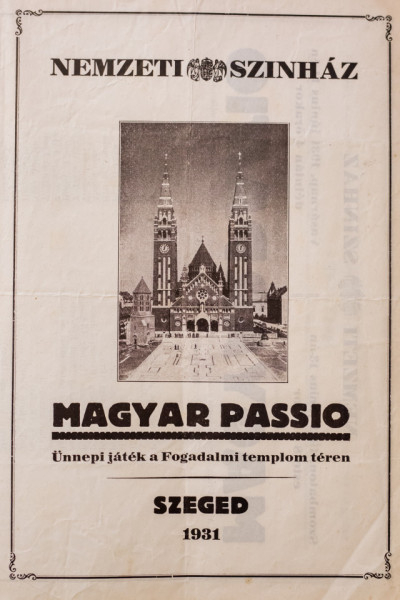 NEMZETI SZINHÁZ
MAGYAR PASSIO
Ünnepi játék a Fogadalmi templom téren
SZEGED
1931